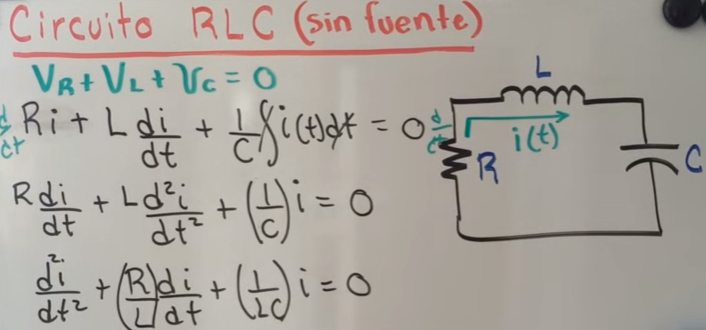 Circuito RLC (sin fuente)
V_R + V_L + V_C = 0
d/dt Ri + L di/dt + 1/C ∫i(t)dt = 0 d/dt
R di/dt + L d²i/dt² + (1/C) i = 0
d²i/dt² + (R/L) di/dt + (1/LC) i = 0
L
i(t)
R
C